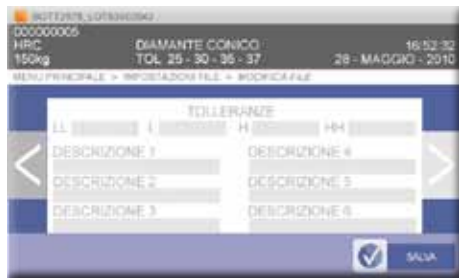 000000005
HRC DIAMANTE CONICO 16:52:32
150kg TOL 25 - 30 - 35 - 37 28 - MAGGIO - 2010
MENU PRINCIPALE > IMPOSTAZIONI FILE > MODIFICA FILE
TOLLERANZE
LL L H HH
DESCRIZIONE 1 DESCRIZIONE 4
DESCRIZIONE 2 DESCRIZIONE 5
DESCRIZIONE 3 DESCRIZIONE 6
SALVA